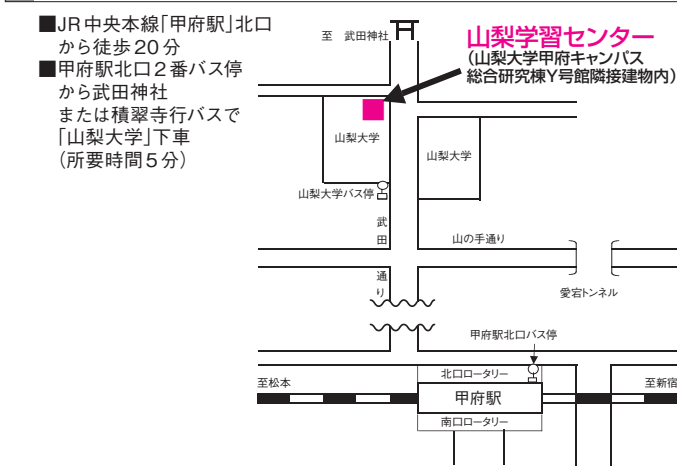 ■JR中央本線「甲府駅」北口
から徒歩20分
■甲府駅北口2番バス停
から武田神社
または積翠寺行バスで
「山梨大学」下車
(所要時間5分)
至 武田神社
山梨学習センター
(山梨大学甲府キャンパス
総合研究棟Y号館隣接建物内)
山梨大学
山梨大学
山梨大学バス停
武田通り
山の手通り
愛宕トンネル
甲府駅北口バス停
北口ロータリー
至松本
甲府駅
至新宿
南口ロータリー